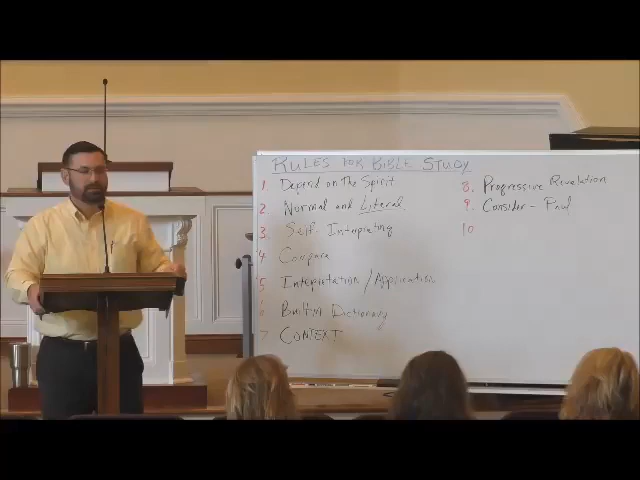 RULES FOR BIBLE STUDY
1. Depend on the Spirit
2. Normal and Literal
3. Self Interpreting
4. Compare
5 Interpretation / Application
6 Built in Dictionary
7 CONTEXT
8. Progressive Revelation
9. Consider - Paul
10